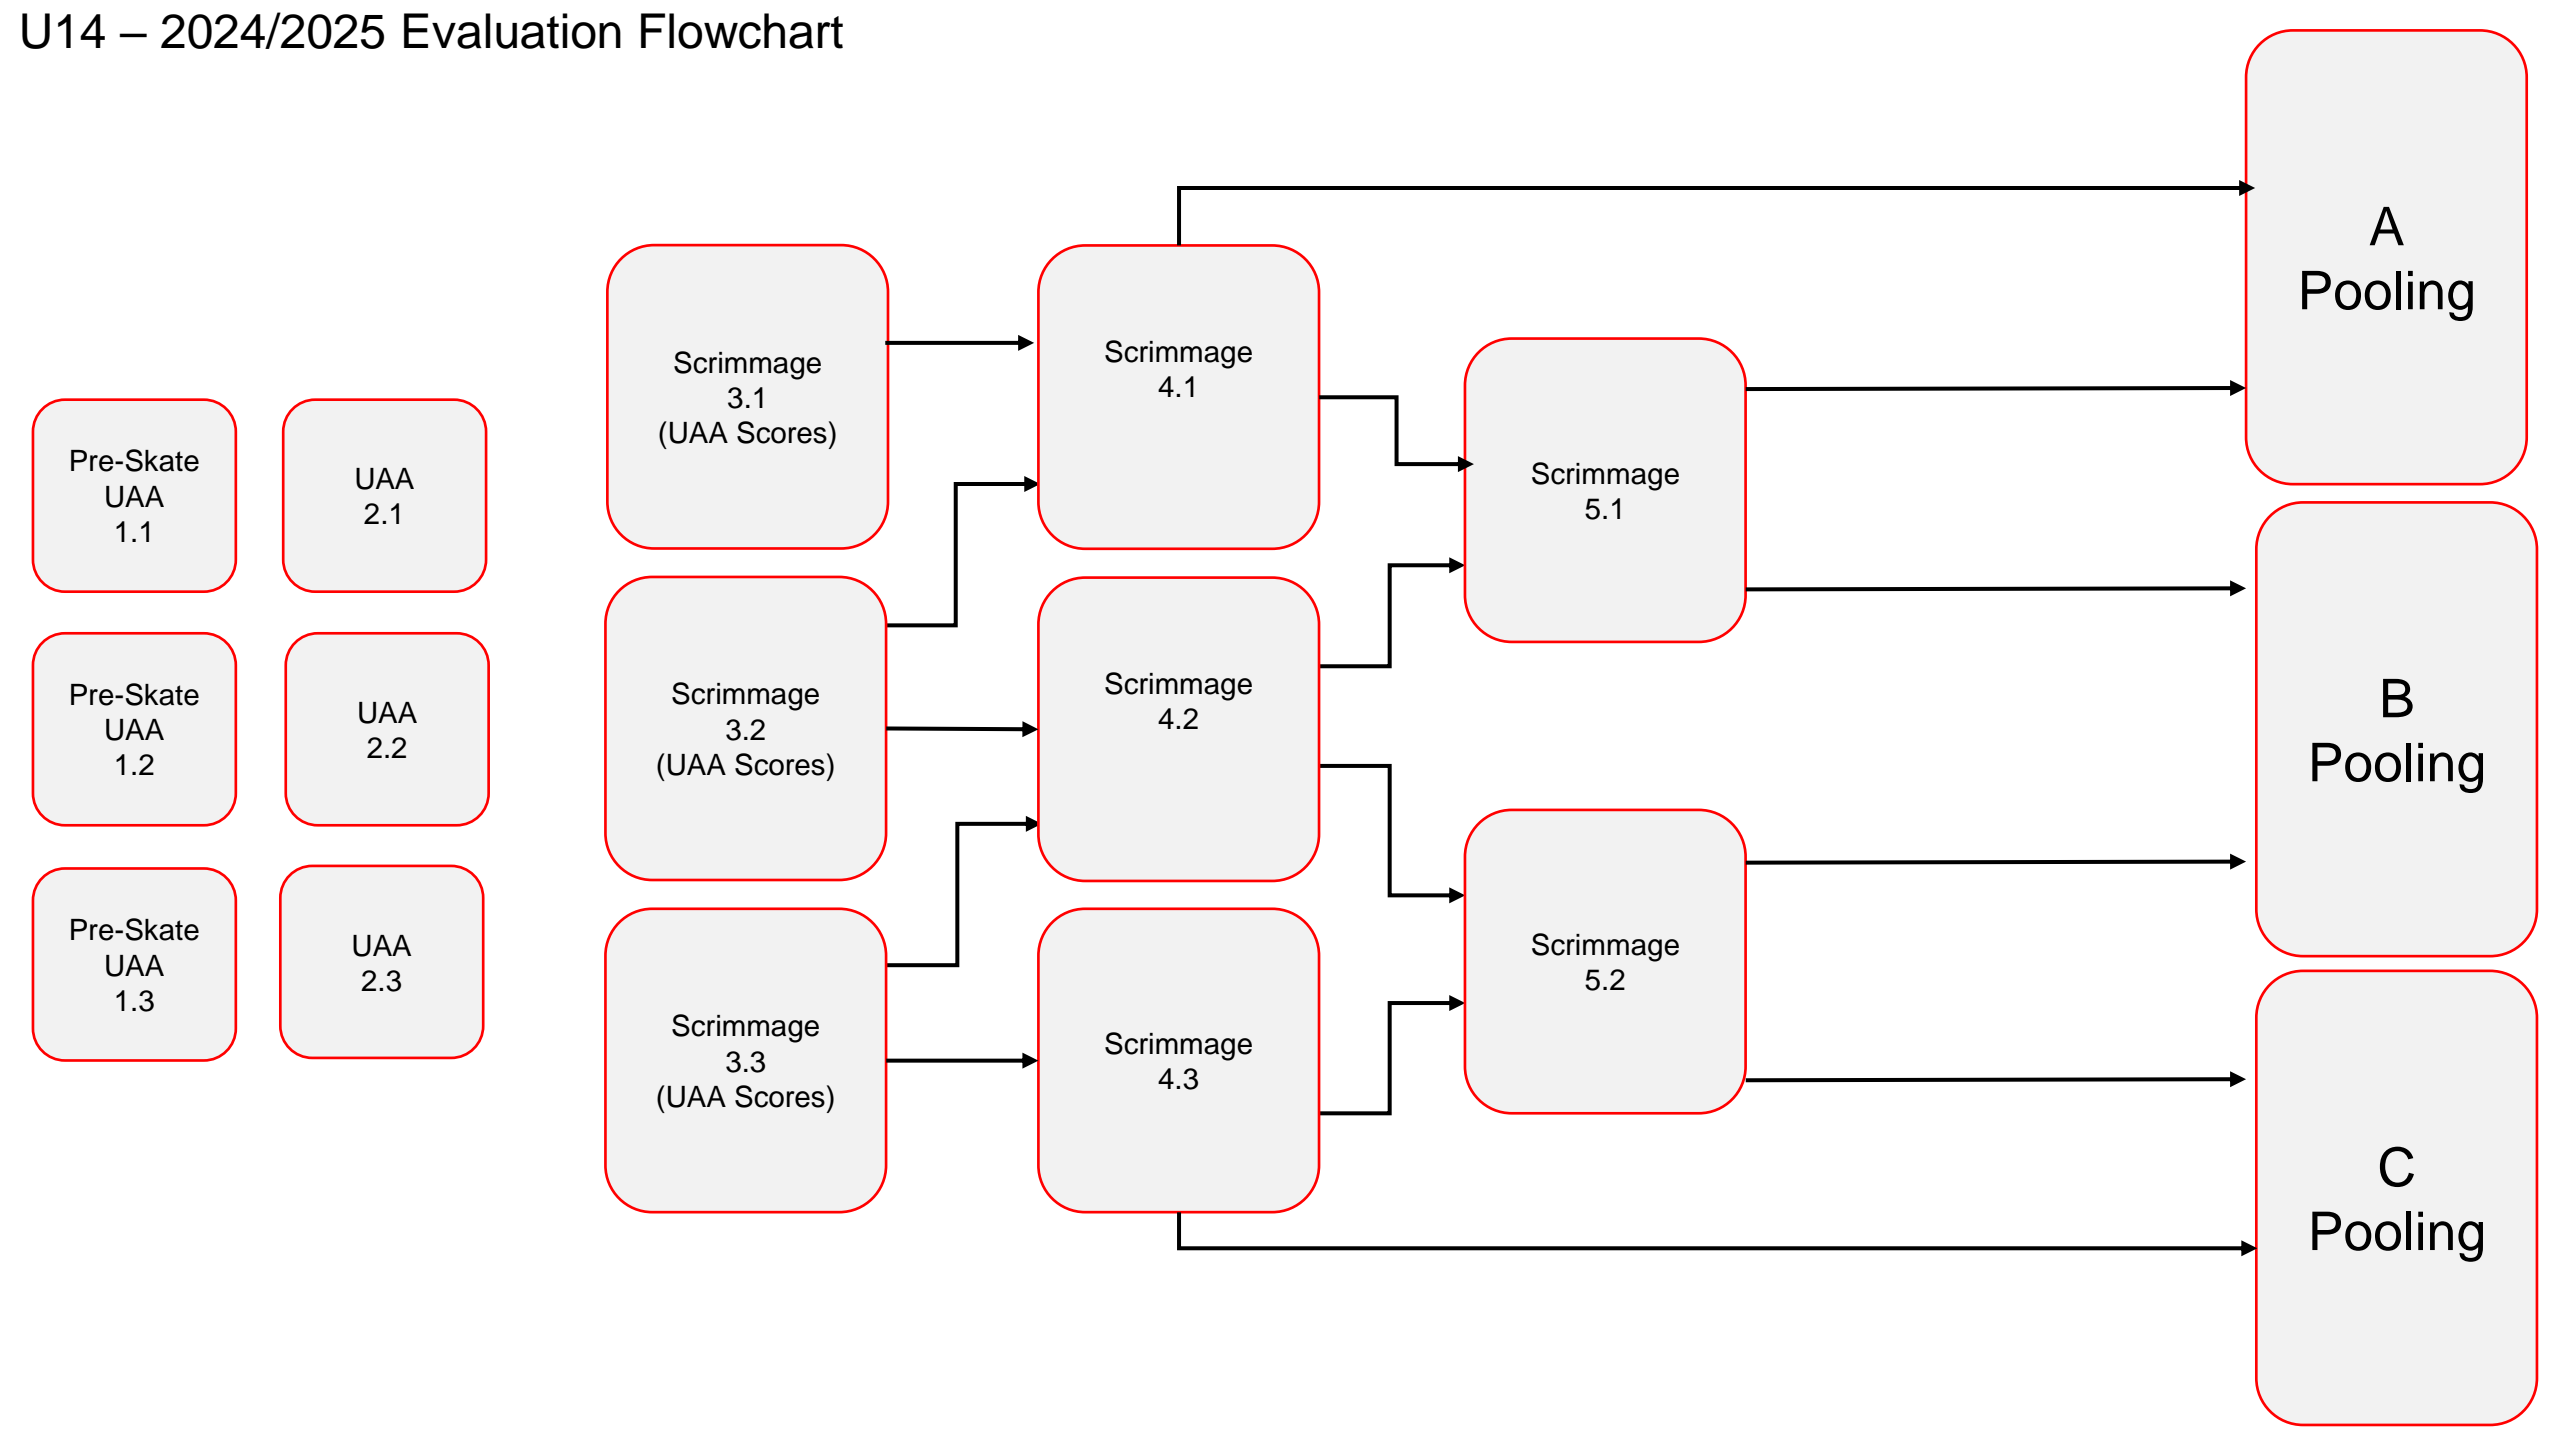 U14 – 2024/2025 Evaluation Flowchart
Pre-Skate
UAA
1.1
UAA
2.1
Pre-Skate
UAA
1.2
UAA
2.2
Pre-Skate
UAA
1.3
UAA
2.3
Scrimmage
3.1
(UAA Scores)
Scrimmage
3.2
(UAA Scores)
Scrimmage
3.3
(UAA Scores)
Scrimmage
4.1
Scrimmage
4.2
Scrimmage
4.3
Scrimmage
5.1
Scrimmage
5.2
A
Pooling
B
Pooling
C
Pooling